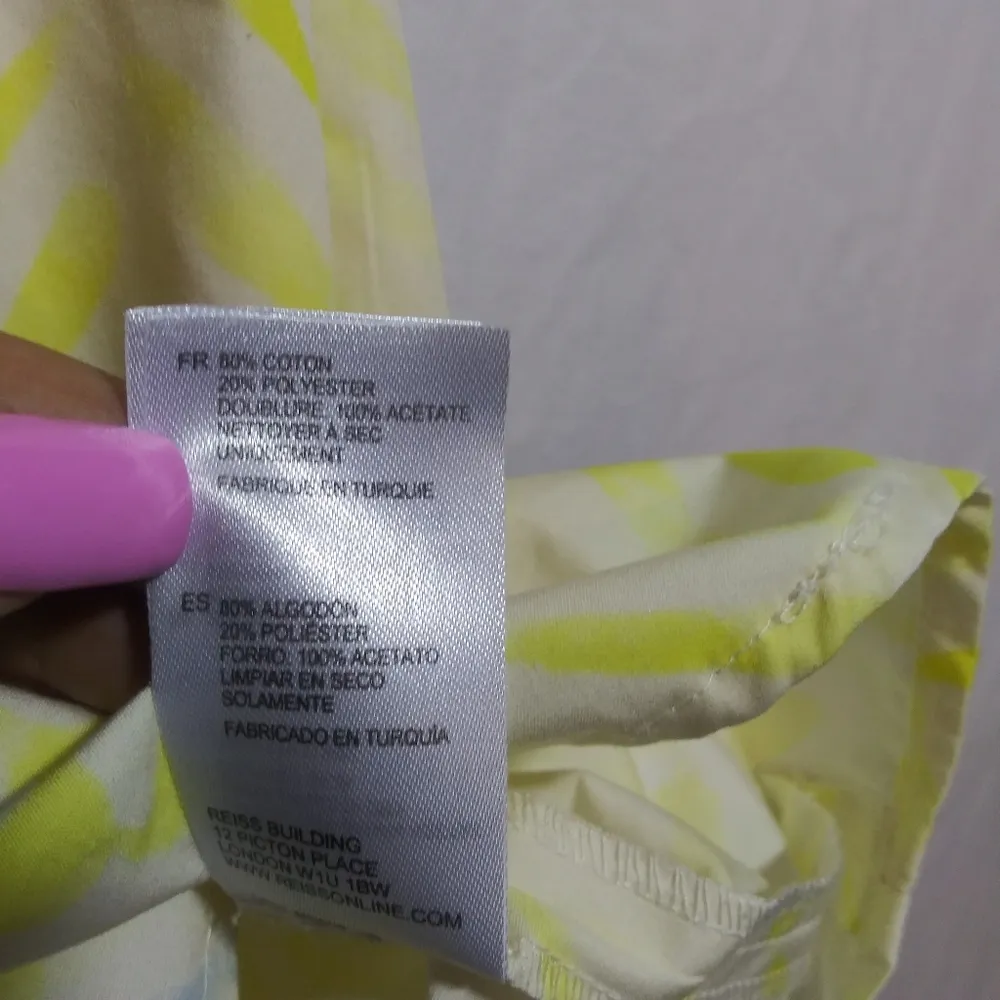 FR 80% COTON
20% POLYESTER
DOUBLURE, 100% ACETATE
NETTOYER À SEC
UNIQUEMENT
FABRIQUE EN TURQUIE
ES 80% ALGODÓN
20% POLIÉSTER
FORRO, 100% ACETATO
LIMPIAR EN SECO
SOLAMENTE
FABRICADO EN TURQUÍA
REISS BUILDING
12 PICTON PLACE
LONDON W1U 1BW
WWW.REISSONLINE.COM